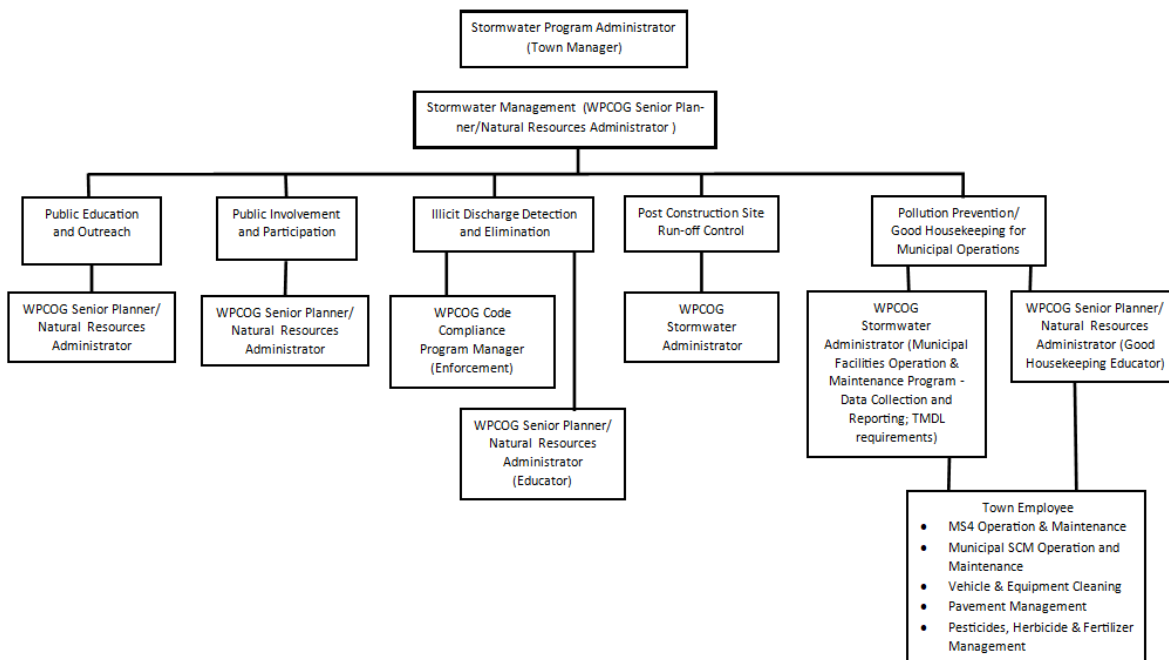 Stormwater Program Administrator
(Town Manager)
Stormwater Management (WPCOG Senior Plan-
ner/Natural Resources Administrator )
Public Education
and Outreach
Public Involvement
and Participation
Illicit Discharge Detection
and Elimination
Post Construction Site
Run-off Control
Pollution Prevention/
Good Housekeeping for
Municipal Operations
WPCOG Senior Planner/
Natural Resources
Administrator
WPCOG Senior Planner/
Natural Resources
Administrator
WPCOG Code
Compliance
Program Manager
(Enforcement)
WPCOG Senior Planner/
Natural Resources
Administrator
(Educator)
WPCOG
Stormwater
Administrator
WPCOG
Stormwater
Administrator (Municipal
Facilities Operation &
Maintenance Program -
Data Collection and
Reporting; TMDL
requirements)
WPCOG Senior Planner/
Natural Resources
Administrator (Good
Housekeeping Educator)
Town Employee
• MS4 Operation & Maintenance
• Municipal SCM Operation and
Maintenance
• Vehicle & Equipment Cleaning
• Pavement Management
• Pesticides, Herbicide & Fertilizer
Management